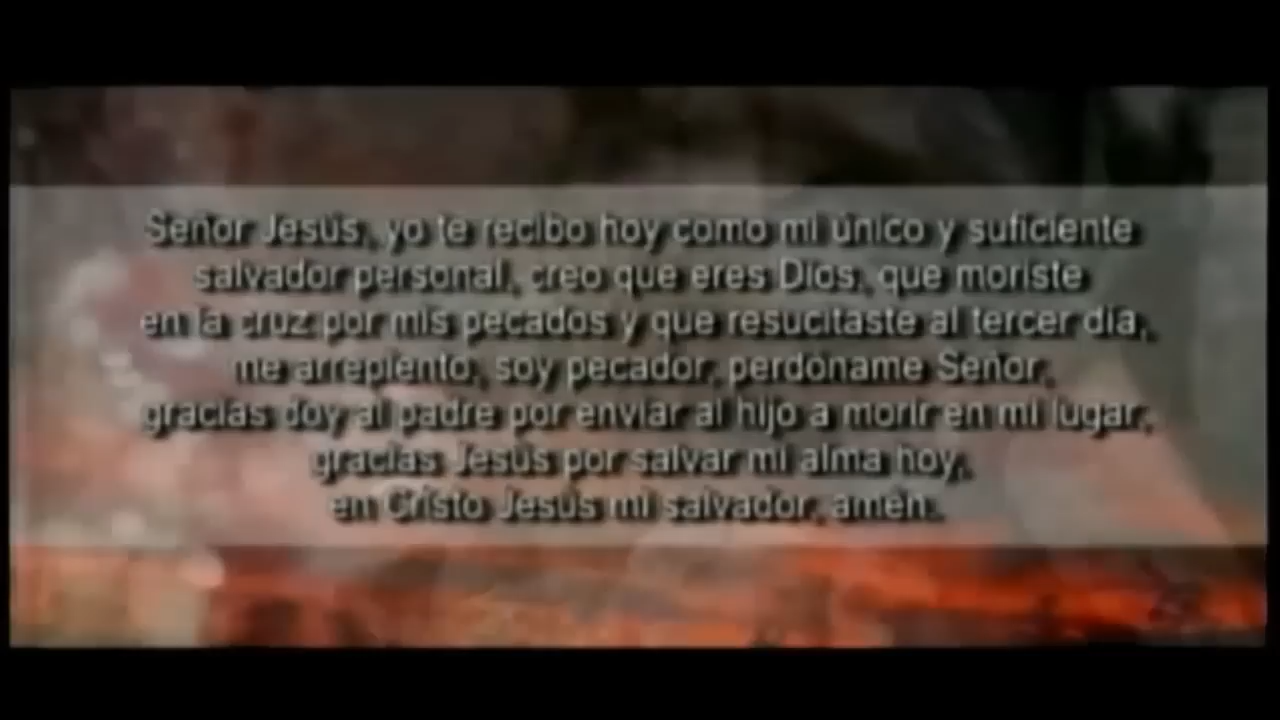 Señor Jesús, yo te recibo hoy como mi único y suficiente
salvador personal, creo que eres Dios, que moriste
en la cruz por mis pecados y que resucitaste al tercer día,
me arrepiento, soy pecador, perdóname Señor,
gracias doy al padre por enviar al hijo a morir en mi lugar,
gracias Jesús por salvar mi alma hoy,
en Cristo Jesús mi salvador, amén.